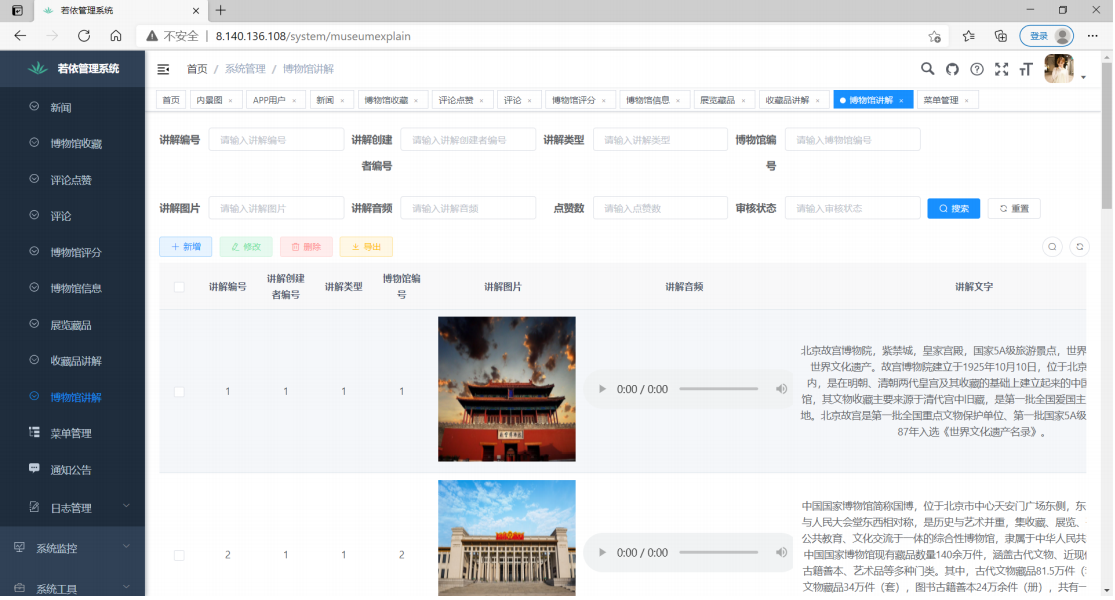 若依管理系统
不安全 | 8.140.136.108/system/museumexplain
登录
若依管理系统
首页 / 系统管理 / 博物馆讲解
首页 内景图 × APP用户 × 新闻 × 博物馆收藏 × 评论点赞 × 评论 × 博物馆评分 × 博物馆信息 × 展览藏品 × 收藏品讲解 × 博物馆讲解 × 菜单管理 ×
新闻
博物馆收藏
评论点赞
评论
博物馆评分
博物馆信息
展览藏品
收藏品讲解
博物馆讲解
菜单管理
通知公告
日志管理
系统监控
系统工具
讲解编号 请输入讲解编号 讲解创建者编号 请输入讲解创建者编号 讲解类型 请输入讲解类型 博物馆编号 请输入博物馆编号
讲解图片 请输入讲解图片 讲解音频 请输入讲解音频 点赞数 请输入点赞数 审核状态 请输入审核状态 搜索 重置
新增 修改 删除 导出
讲解编号 讲解创建者编号 讲解类型 博物馆编号 讲解图片 讲解音频 讲解文字
1 1 1 1 0:00 / 0:00
北京故宫博物院，紫禁城，皇家宫殿，国家5A级旅游景点，世界
世界文化遗产。故宫博物院建立于1925年10月10日，位于北京
内，是在明朝、清朝两代皇宫及其收藏的基础上建立起来的中国
馆，其文物收藏主要来源于清代宫中旧藏，是第一批全国爱国主
地。北京故宫是第一批全国重点文物保护单位、第一批国家5A级
87年入选《世界文化遗产名录》。
2 1 1 2 0:00 / 0:00
中国国家博物馆简称国博，位于北京市中心天安门广场东侧，东
与人民大会堂东西相对称，是历史与艺术并重，集收藏、展览、
公共教育、文化交流于一体的综合性博物馆，隶属于中华人民共
中国国家博物馆现有藏品数量140余万件，涵盖古代文物、近现代
古籍善本、艺术品等多种门类。其中，古代文物藏品81.5万件（
文物藏品34万件（套），图书古籍善本24万余件（册），共有一